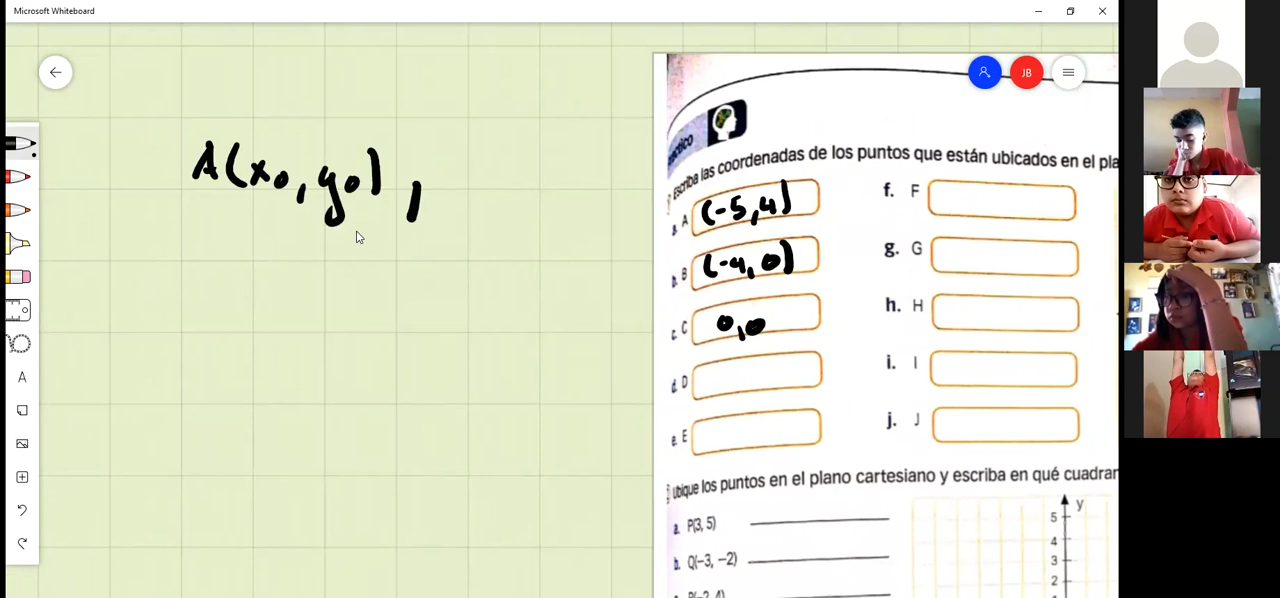 Microsoft Whiteboard
JB
A(x0, y0) ,
Escriba las coordenadas de los puntos que están ubicados en el pla
a. A (-5,4)
b. B (-4, 0)
c. C 0,0
d. D
e. E
f. F
g. G
h. H
i. I
j. J
ubique los puntos en el plano cartesiano y escriba en qué cuadran
a. P(3, 5)
b. Q(-3, -2)
R(-2, 4)
y
5
4
3
2
A